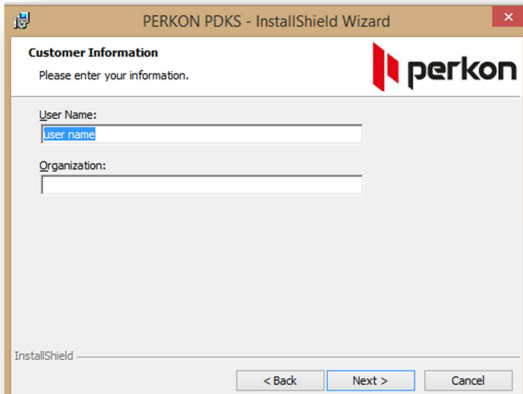 PERKON PDKS - InstallShield Wizard
Customer Information
Please enter your information.
perkon
User Name:
user name
Organization:
InstallShield
< Back Next > Cancel